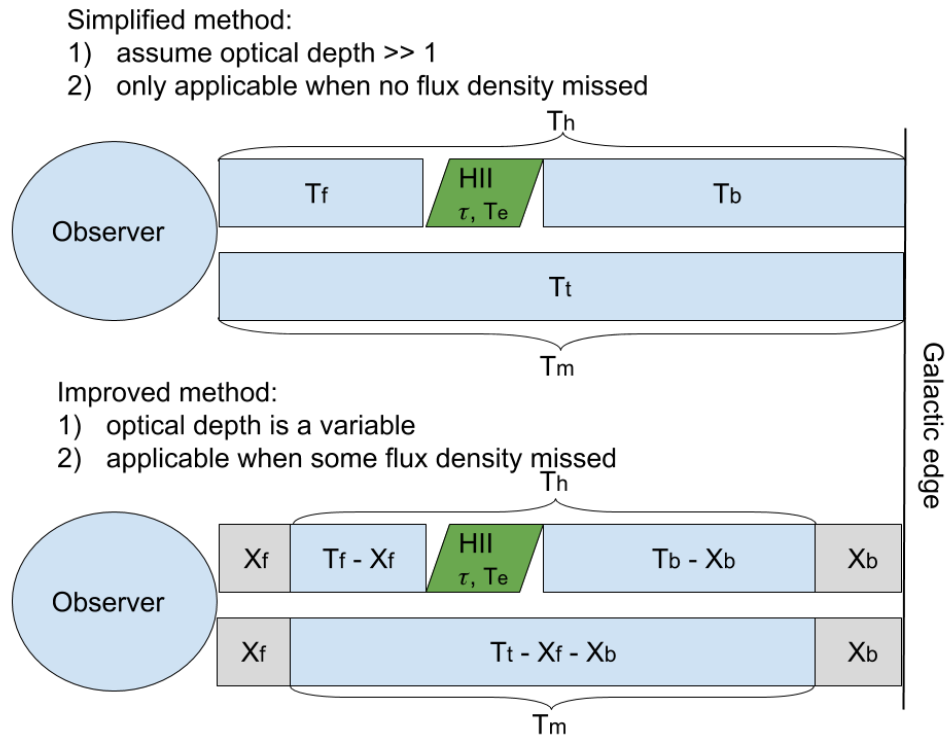 Simplified method:
1) assume optical depth >> 1
2) only applicable when no flux density missed
Th
Observer
Tf
HII
τ, Te
Tb
Tt
Tm
Galactic edge
Improved method:
1) optical depth is a variable
2) applicable when some flux density missed
Th
Observer
Xf
Tf - Xf
HII
τ, Te
Tb - Xb
Xb
Xf
Tt - Xf - Xb
Xb
Tm